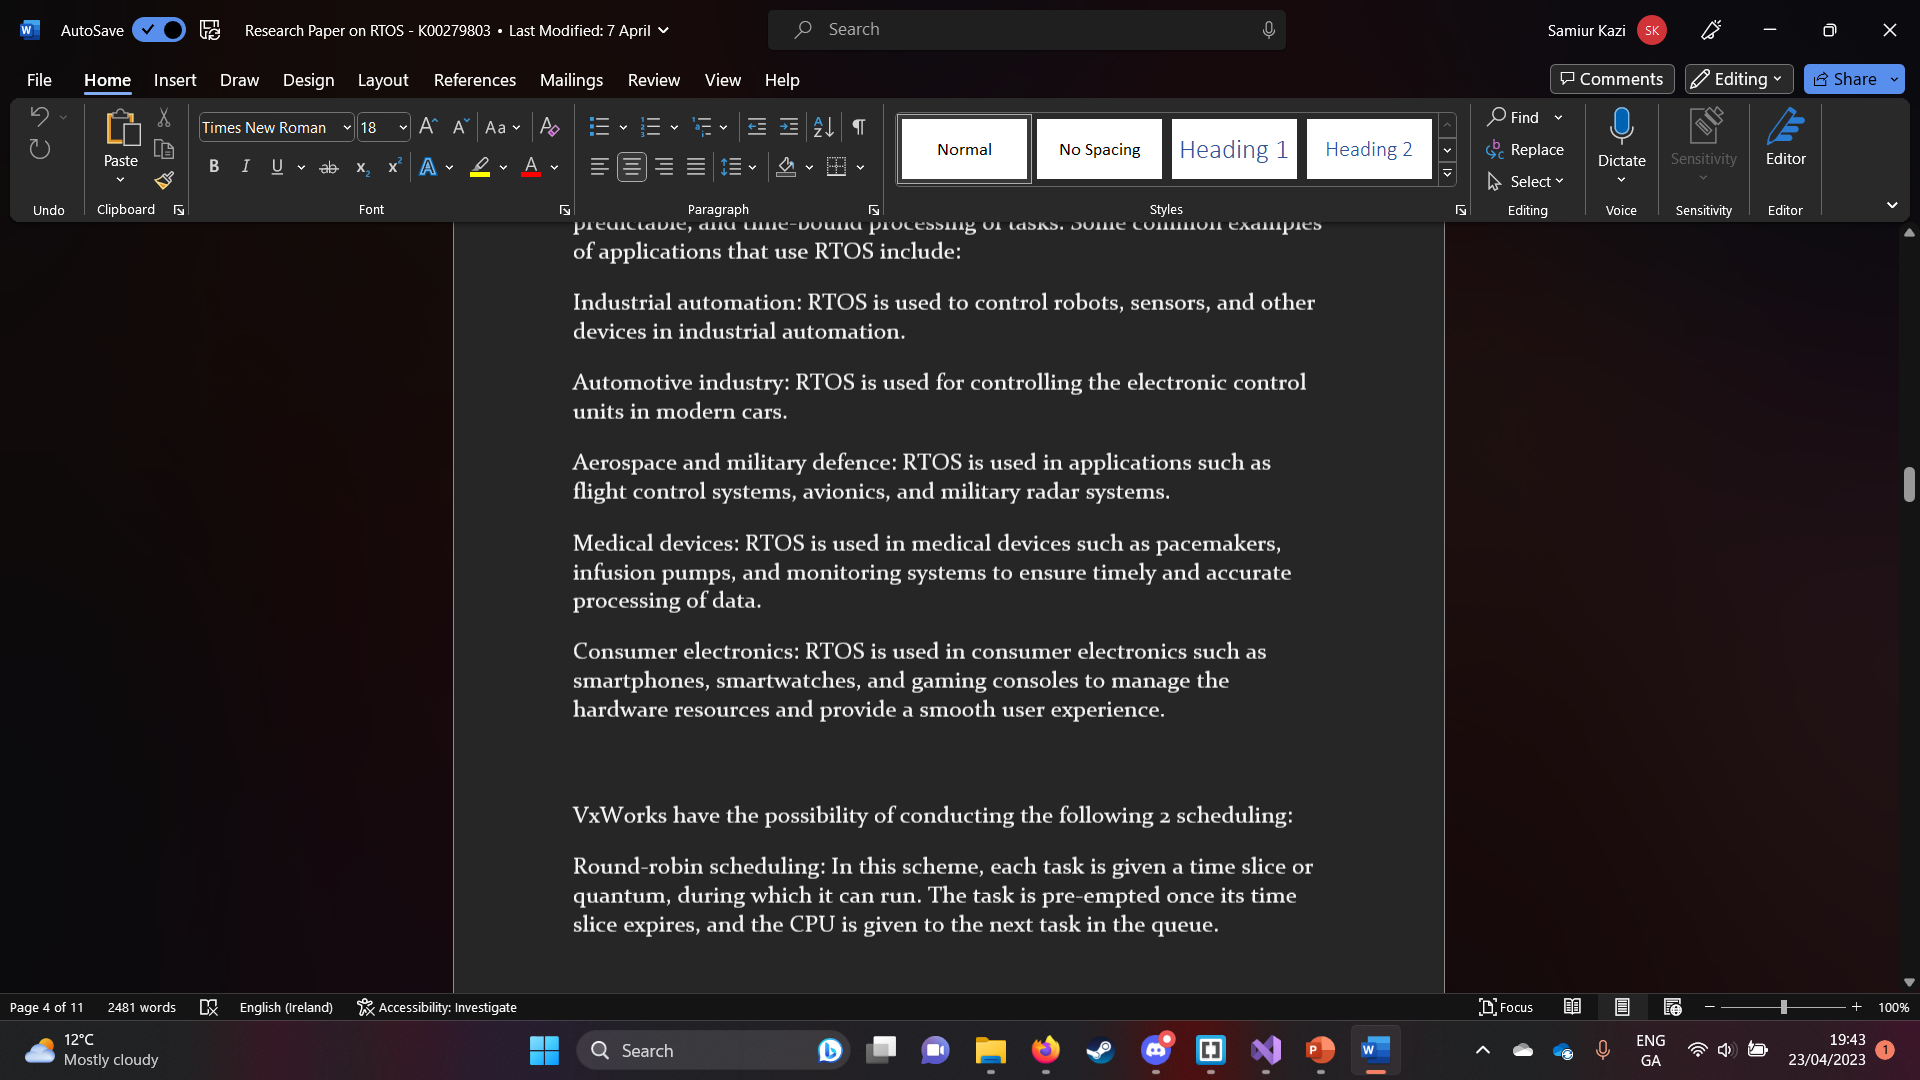 AutoSave
Research Paper on RTOS - K00279803 • Last Modified: 7 April
Search
Samiur Kazi
SK
File
Home
Insert
Draw
Design
Layout
References
Mailings
Review
View
Help
Comments
Editing
Share
Undo
Paste
Clipboard
Times New Roman
18
Aa
B
I
U
ab
Font
Paragraph
Normal
No Spacing
Heading 1
Heading 2
Styles
Find
Replace
Select
Editing
Dictate
Voice
Sensitivity
Sensitivity
Editor
Editor
predictable, and time-bound processing of tasks. Some common examples
of applications that use RTOS include:
Industrial automation: RTOS is used to control robots, sensors, and other
devices in industrial automation.
Automotive industry: RTOS is used for controlling the electronic control
units in modern cars.
Aerospace and military defence: RTOS is used in applications such as
flight control systems, avionics, and military radar systems.
Medical devices: RTOS is used in medical devices such as pacemakers,
infusion pumps, and monitoring systems to ensure timely and accurate
processing of data.
Consumer electronics: RTOS is used in consumer electronics such as
smartphones, smartwatches, and gaming consoles to manage the
hardware resources and provide a smooth user experience.
VxWorks have the possibility of conducting the following 2 scheduling:
Round-robin scheduling: In this scheme, each task is given a time slice or
quantum, during which it can run. The task is pre-empted once its time
slice expires, and the CPU is given to the next task in the queue.
Page 4 of 11
2481 words
English (Ireland)
Accessibility: Investigate
Focus
100%
12°C
Mostly cloudy
Search
ENG
GA
19:43
23/04/2023
1